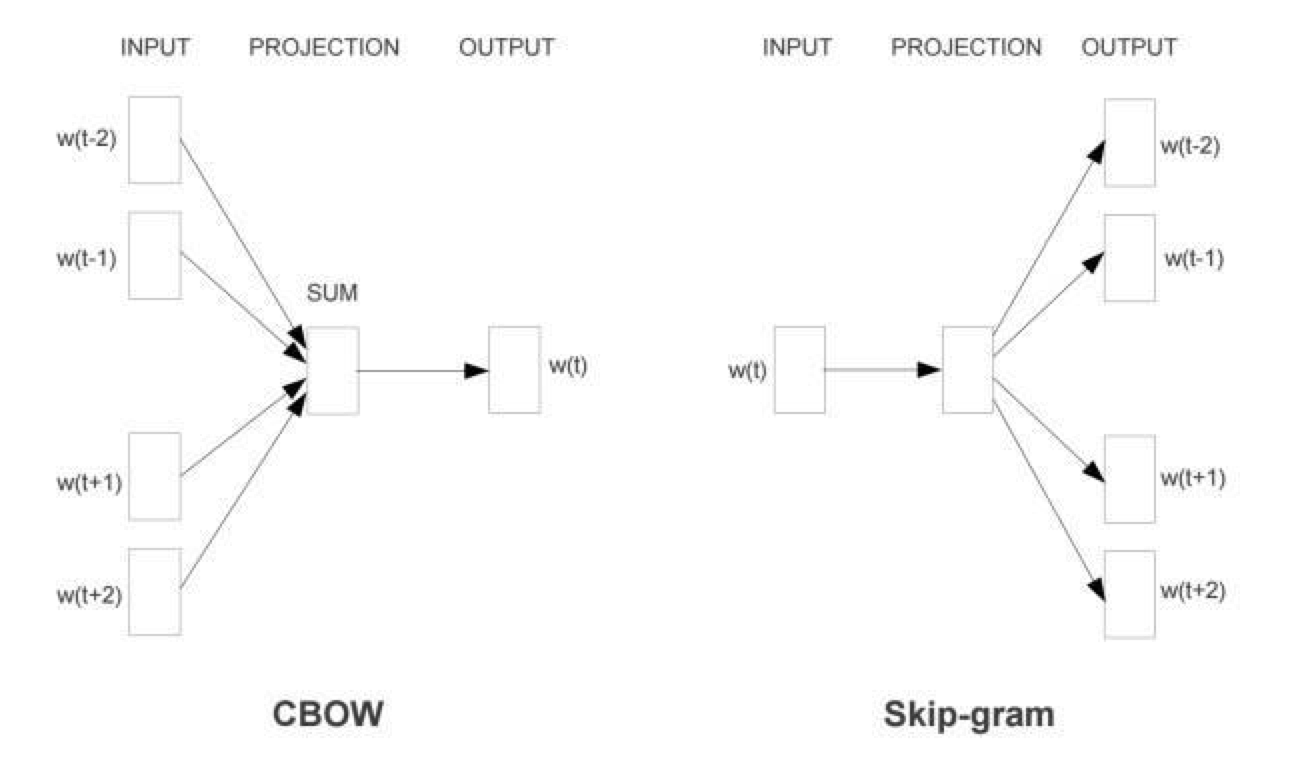 INPUT PROJECTION OUTPUT
w(t-2)
w(t-1)
SUM
w(t)
w(t+1)
w(t+2)
CBOW
INPUT PROJECTION OUTPUT
w(t-2)
w(t-1)
w(t)
w(t+1)
w(t+2)
Skip-gram